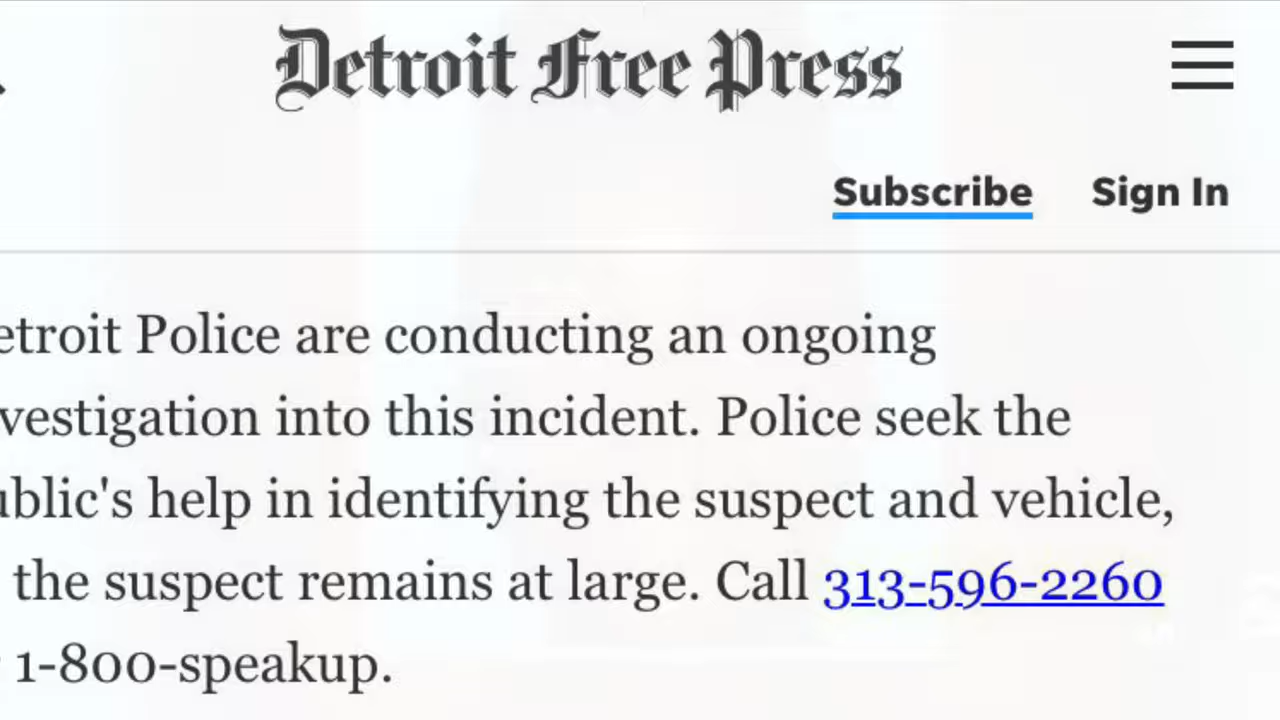 Detroit Free Press
Subscribe Sign In
etroit Police are conducting an ongoing
vestigation into this incident. Police seek the
ublic's help in identifying the suspect and vehicle,
the suspect remains at large. Call 313-596-2260
1-800-speakup.